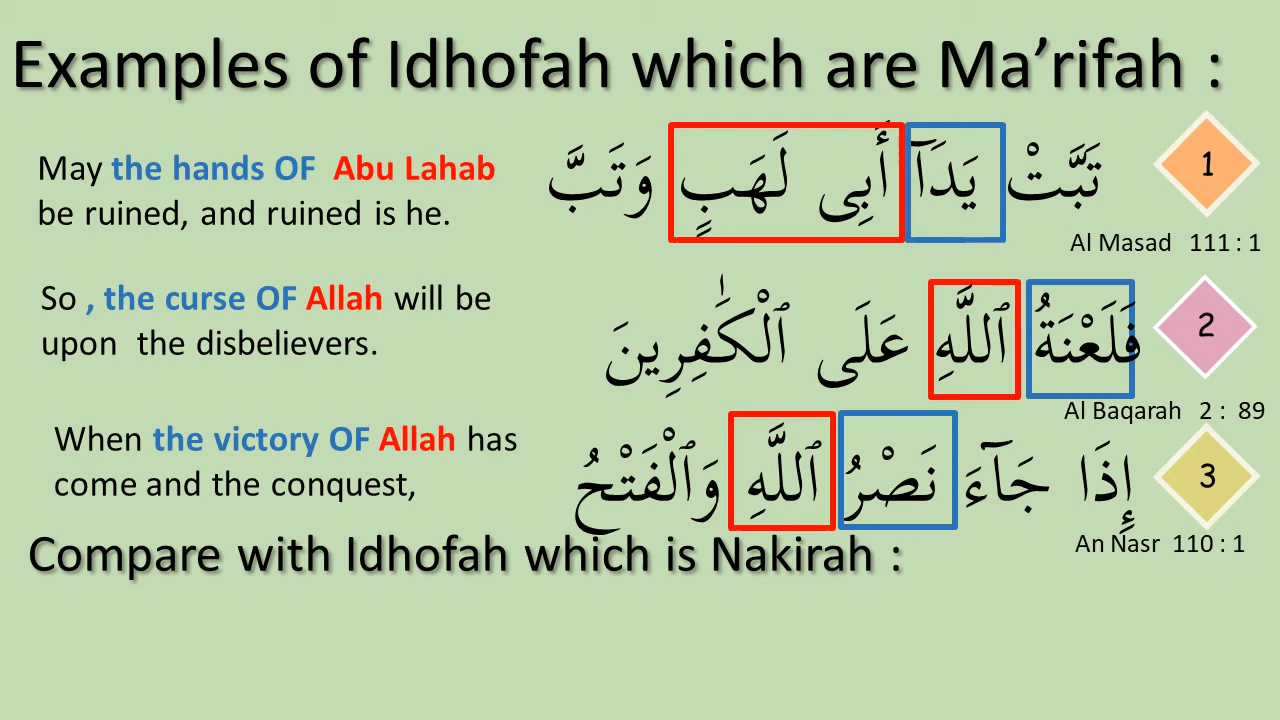 Examples of Idhofah which are Ma’rifah :
May the hands OF Abu Lahab
be ruined, and ruined is he.
تَبَّتْ يَدَآ أَبِى لَهَبٍ وَتَبَّ
1
Al Masad 111 : 1
So , the curse OF Allah will be
upon the disbelievers.
فَلَعْنَةُ ٱللَّهِ عَلَى ٱلْكَٰفِرِينَ
2
Al Baqarah 2 : 89
When the victory OF Allah has
come and the conquest,
إِذَا جَآءَ نَصْرُ ٱللَّهِ وَٱلْفَتْحُ
3
An Nasr 110 : 1
Compare with Idhofah which is Nakirah :